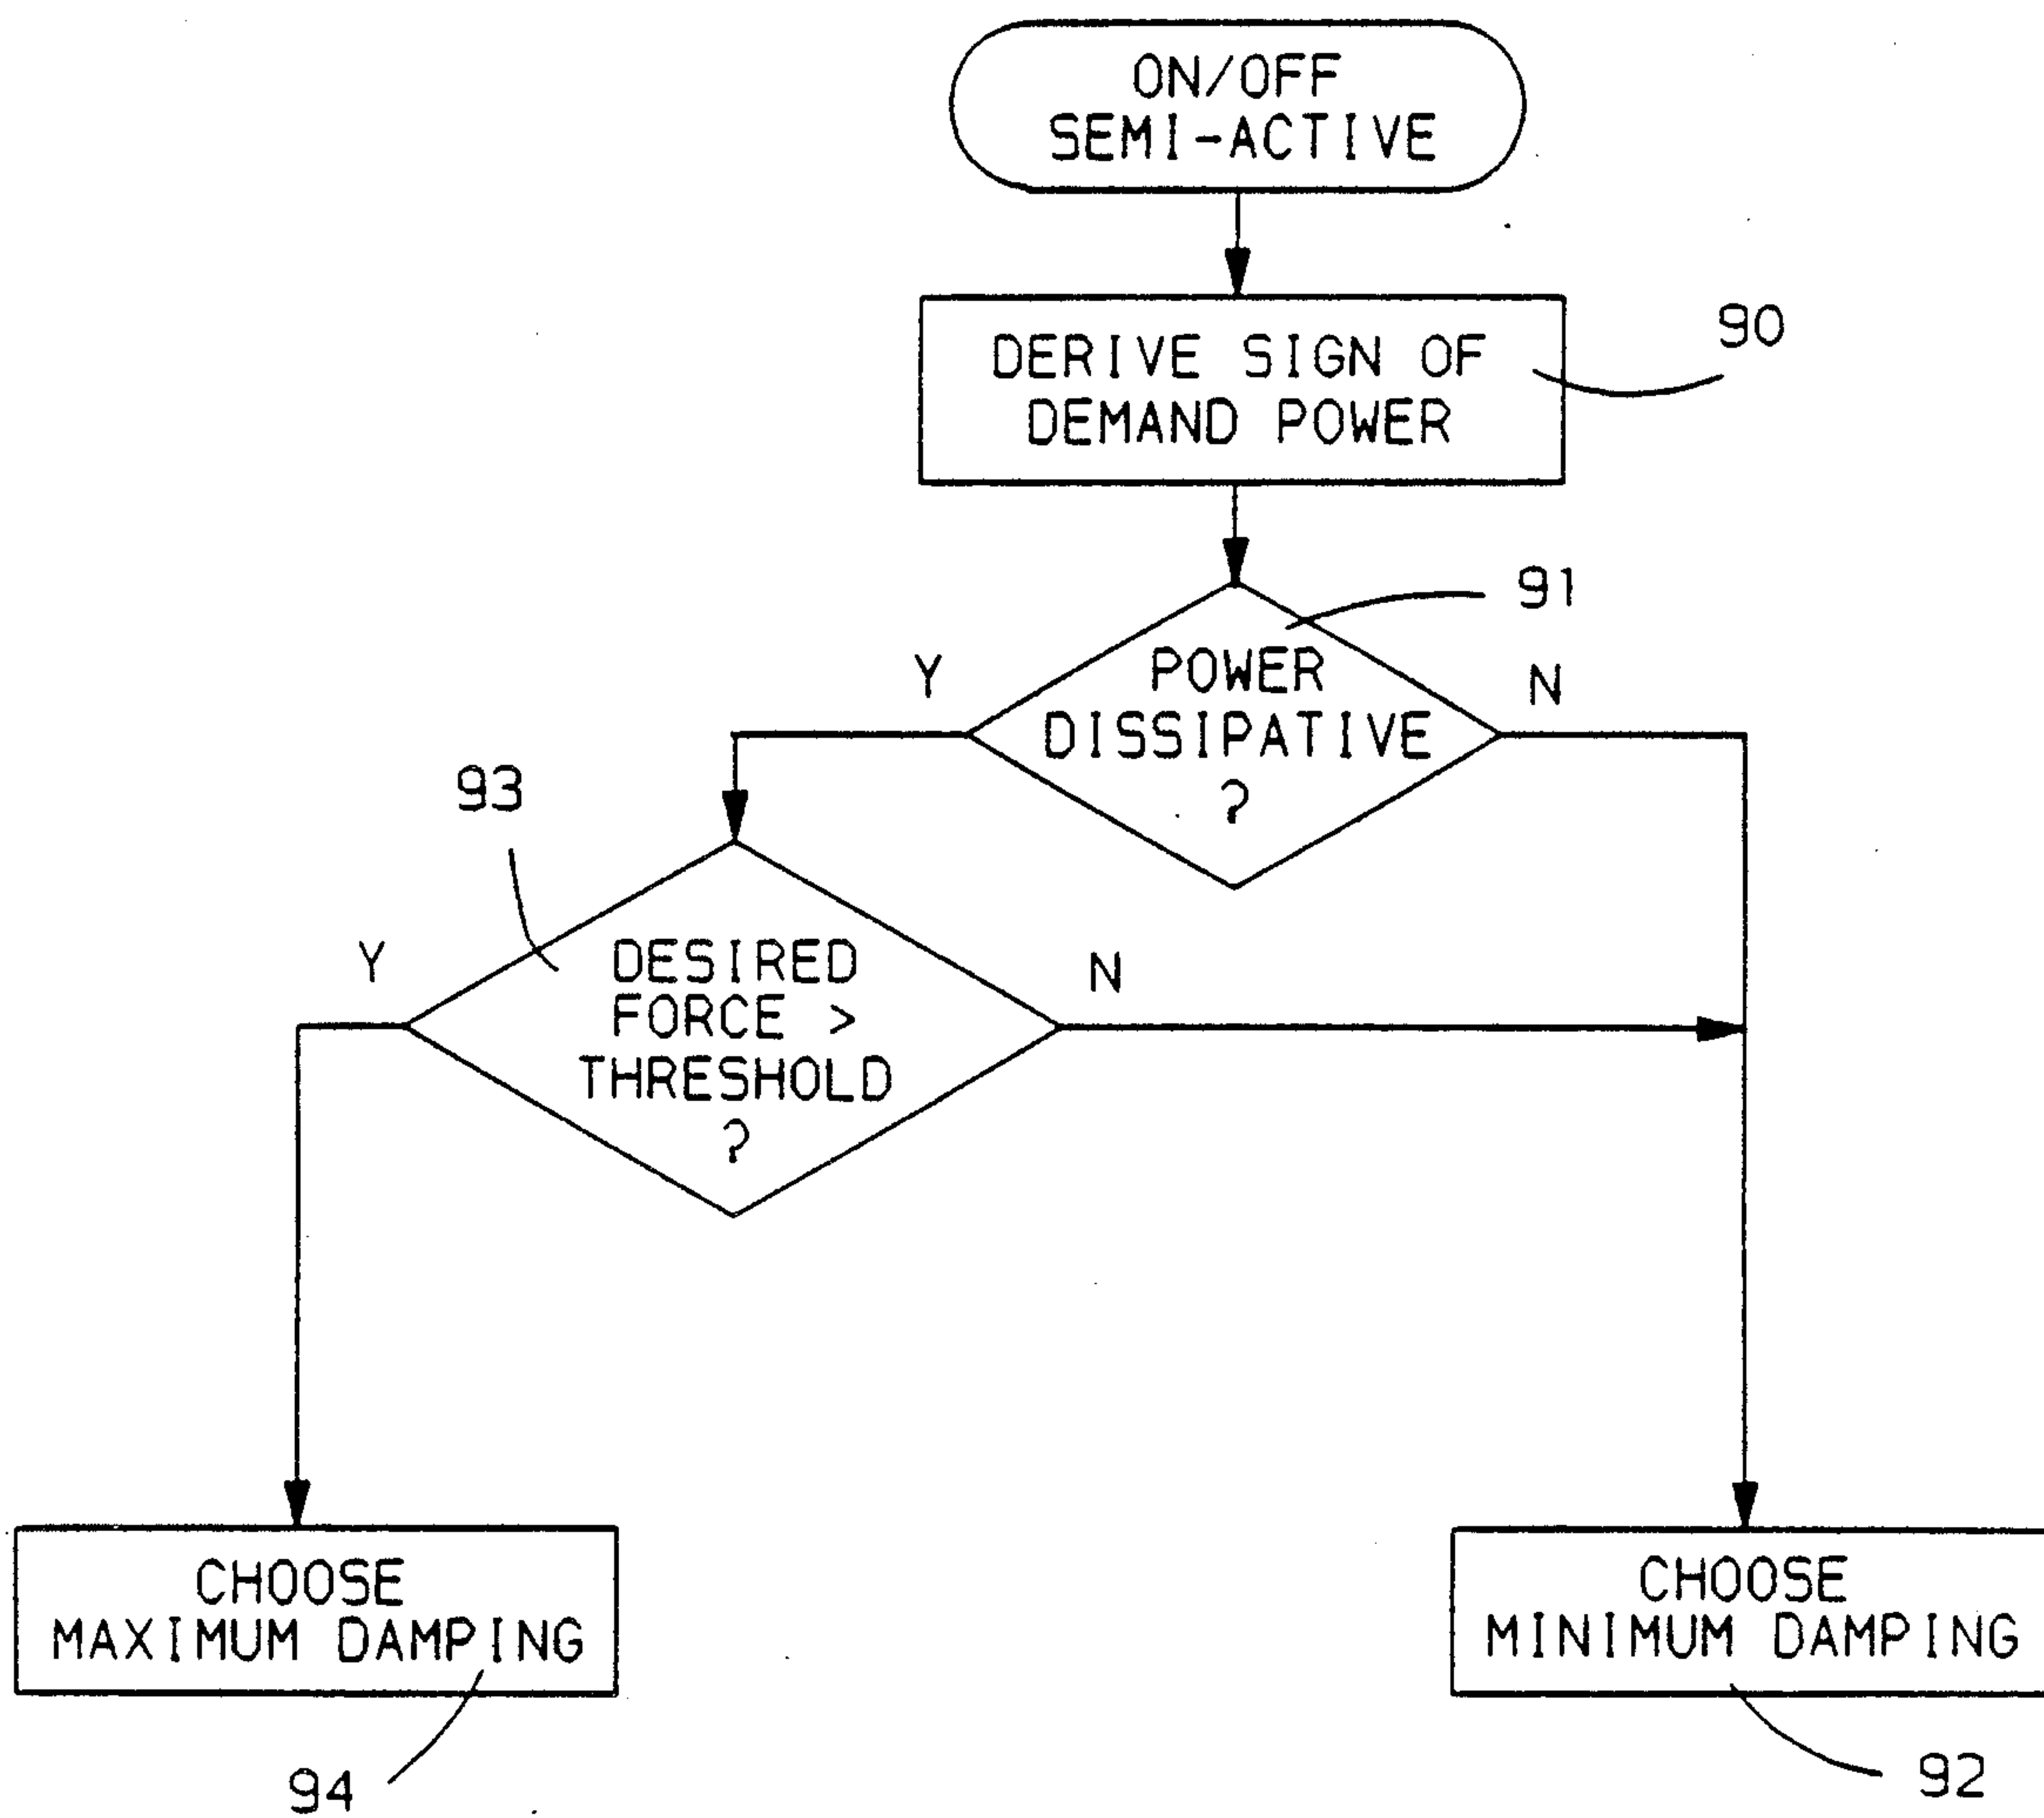 ON/OFF
SEMI-ACTIVE
DERIVE SIGN OF
DEMAND POWER
90
91
Y
POWER
DISSIPATIVE
?
N
93
Y
DESIRED
FORCE >
THRESHOLD
?
N
CHOOSE
MAXIMUM DAMPING
94
CHOOSE
MINIMUM DAMPING
92